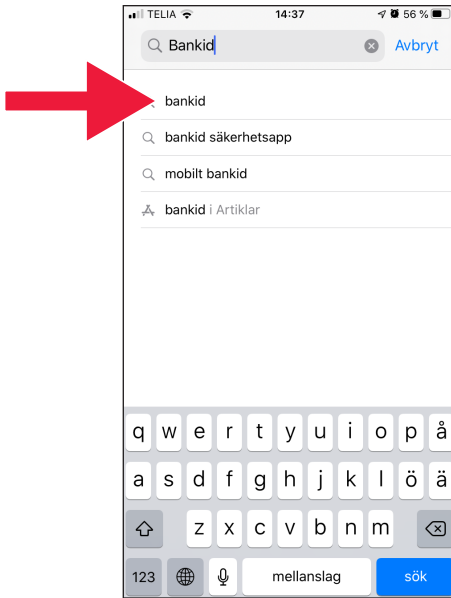 TELIA 14:37 56 %
Bankid Avbryt
bankid
bankid säkerhetsapp
mobilt bankid
bankid i Artiklar
q w e r t y u i o p å
a s d f g h j k l ö ä
z x c v b n m
123 mellanslag sök